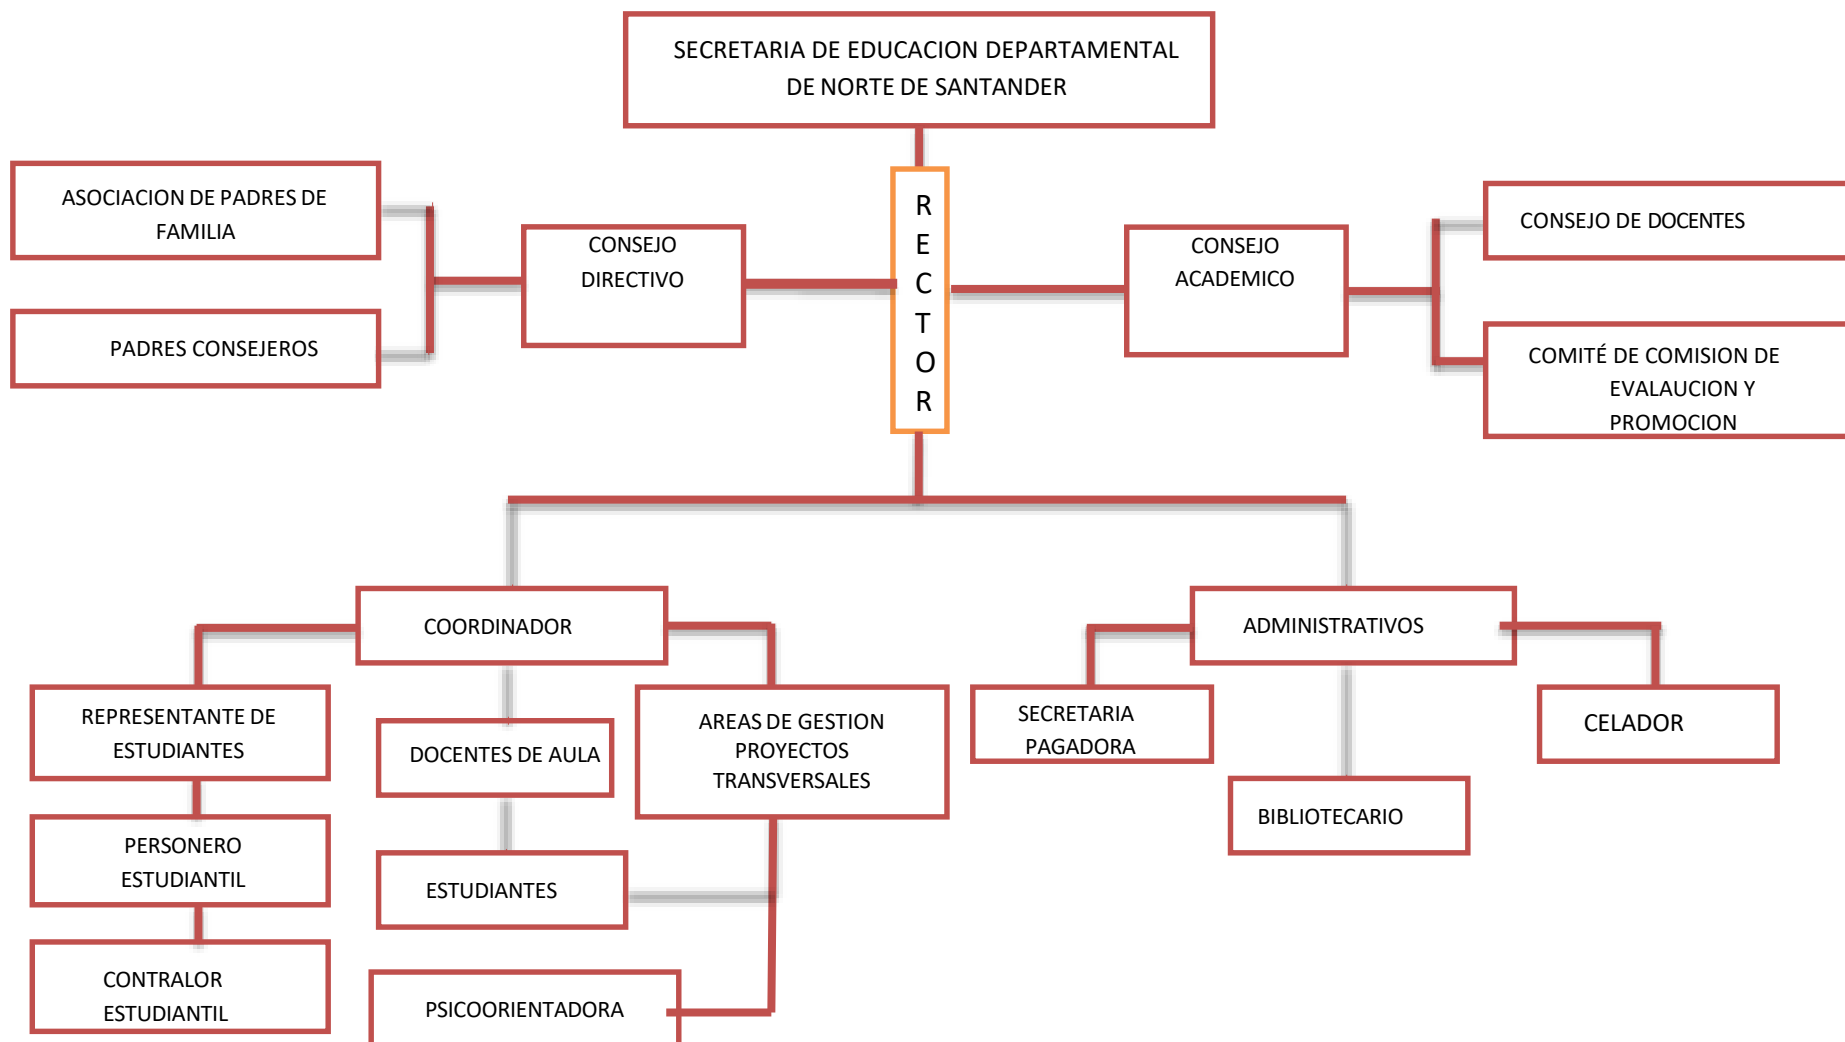 SECRETARIA DE EDUCACION DEPARTAMENTAL
DE NORTE DE SANTANDER
ASOCIACION DE PADRES DE
FAMILIA
PADRES CONSEJEROS
CONSEJO
DIRECTIVO
R
E
C
T
O
R
CONSEJO
ACADEMICO
CONSEJO DE DOCENTES
COMITÉ DE COMISION DE
EVALAUCION Y
PROMOCION
COORDINADOR
ADMINISTRATIVOS
REPRESENTANTE DE
ESTUDIANTES
DOCENTES DE AULA
AREAS DE GESTION
PROYECTOS
TRANSVERSALES
SECRETARIA
PAGADORA
CELADOR
BIBLIOTECARIO
PERSONERO
ESTUDIANTIL
ESTUDIANTES
CONTRALOR
ESTUDIANTIL
PSICOORIENTADORA